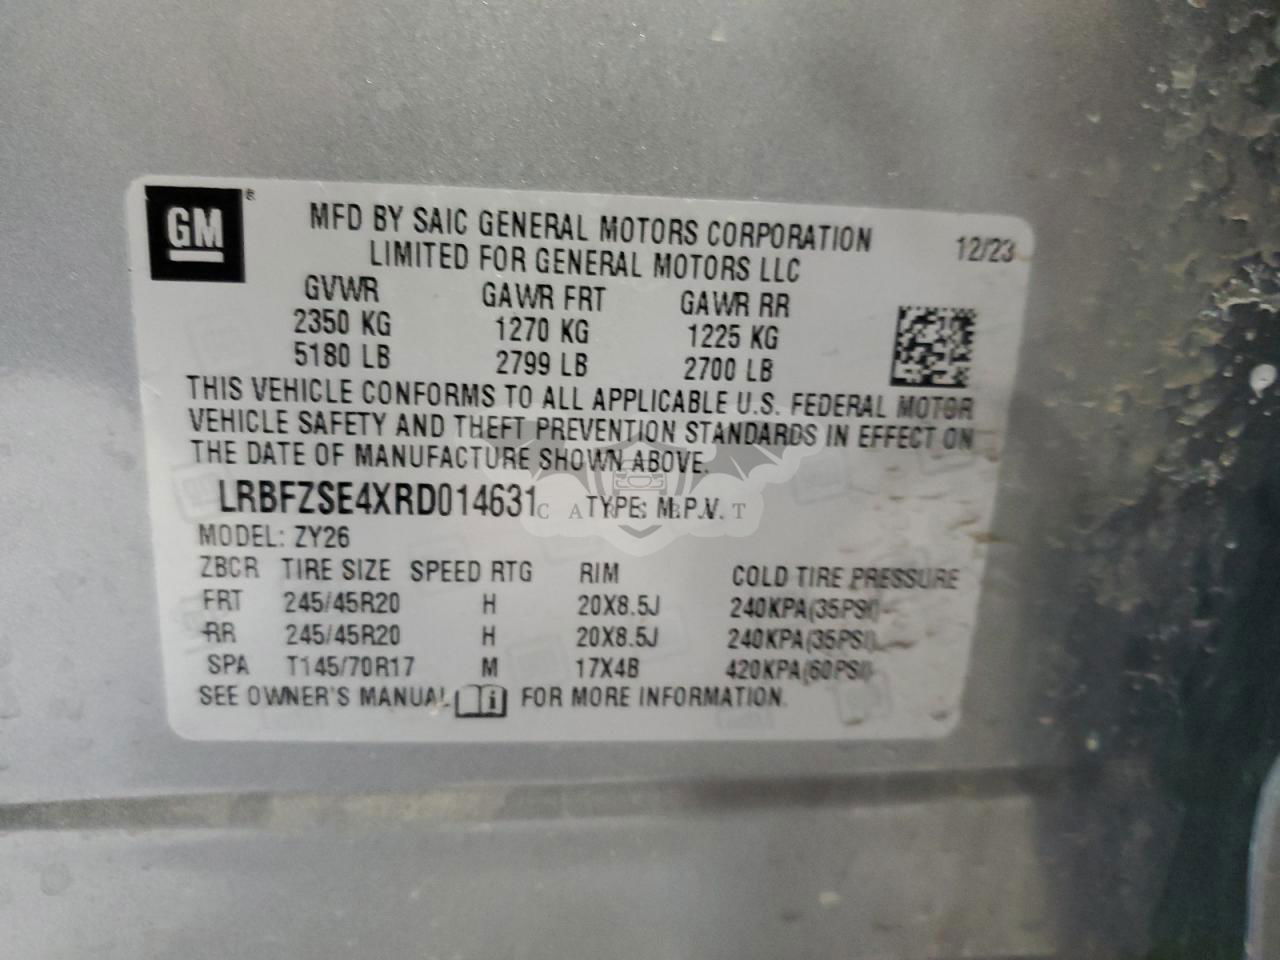 GM®
MFD BY SAIC GENERAL MOTORS CORPORATION 12/23
LIMITED FOR GENERAL MOTORS LLC
GVWR GAWR FRT GAWR RR
2350 KG 1270 KG 1225 KG
5180 LB 2799 LB 2700 LB
THIS VEHICLE CONFORMS TO ALL APPLICABLE U.S. FEDERAL MOTOR
VEHICLE SAFETY AND THEFT PREVENTION STANDARDS IN EFFECT ON
THE DATE OF MANUFACTURE SHOWN ABOVE.
LRBFZSE4XRD014631 TYPE: M.P.V.
MODEL: ZY26
ZBCR TIRE SIZE SPEED RTG RIM COLD TIRE PRESSURE
FRT 245/45R20 H 20X8.5J 240KPA(35PSI)
RR 245/45R20 H 20X8.5J 240KPA(35PSI)
SPA T145/70R17 M 17X4B 420KPA(60PSI)
SEE OWNER'S MANUAL i FOR MORE INFORMATION.